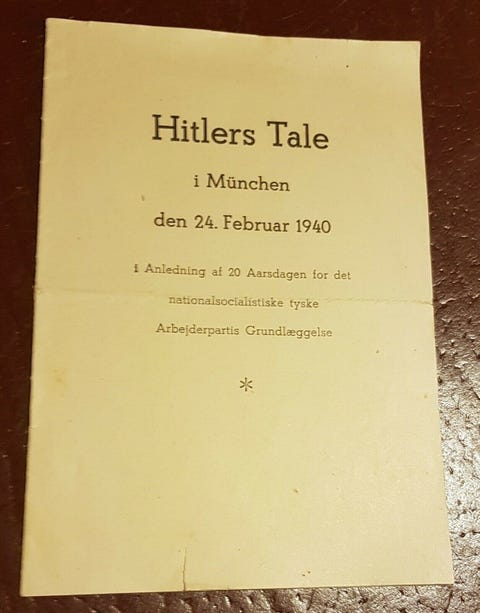 Hitlers Tale
i München
den 24. Februar 1940
i Anledning af 20 Aarsdagen for det
nationalsocialistiske tyske
Arbejderpartis Grundlæggelse
*